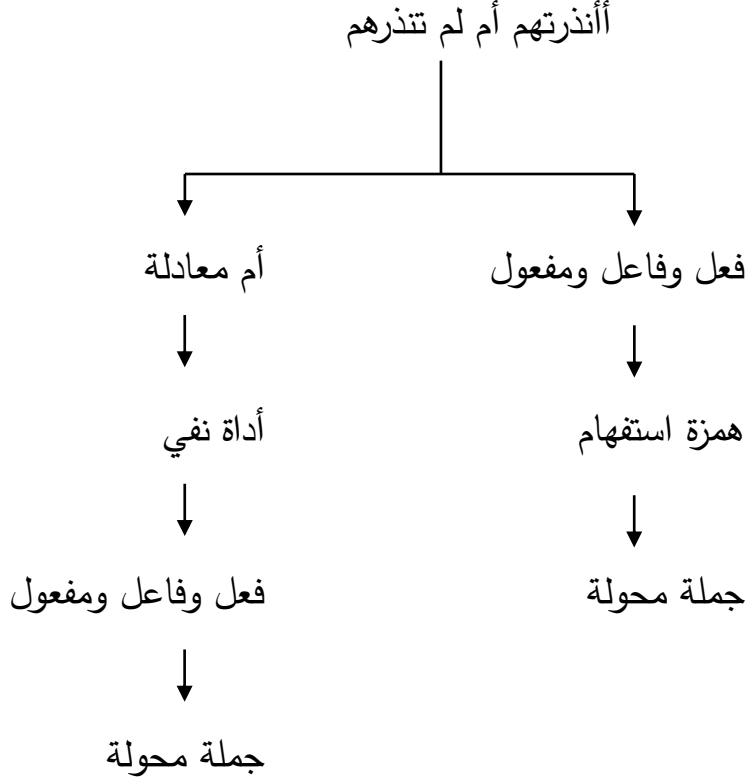 أأنذرتهم أم لم تنذرهم
فعل وفاعل ومفعول
أم معادلة
همزة استفهام
أداة نفي
جملة محولة
فعل وفاعل ومفعول
جملة محولة